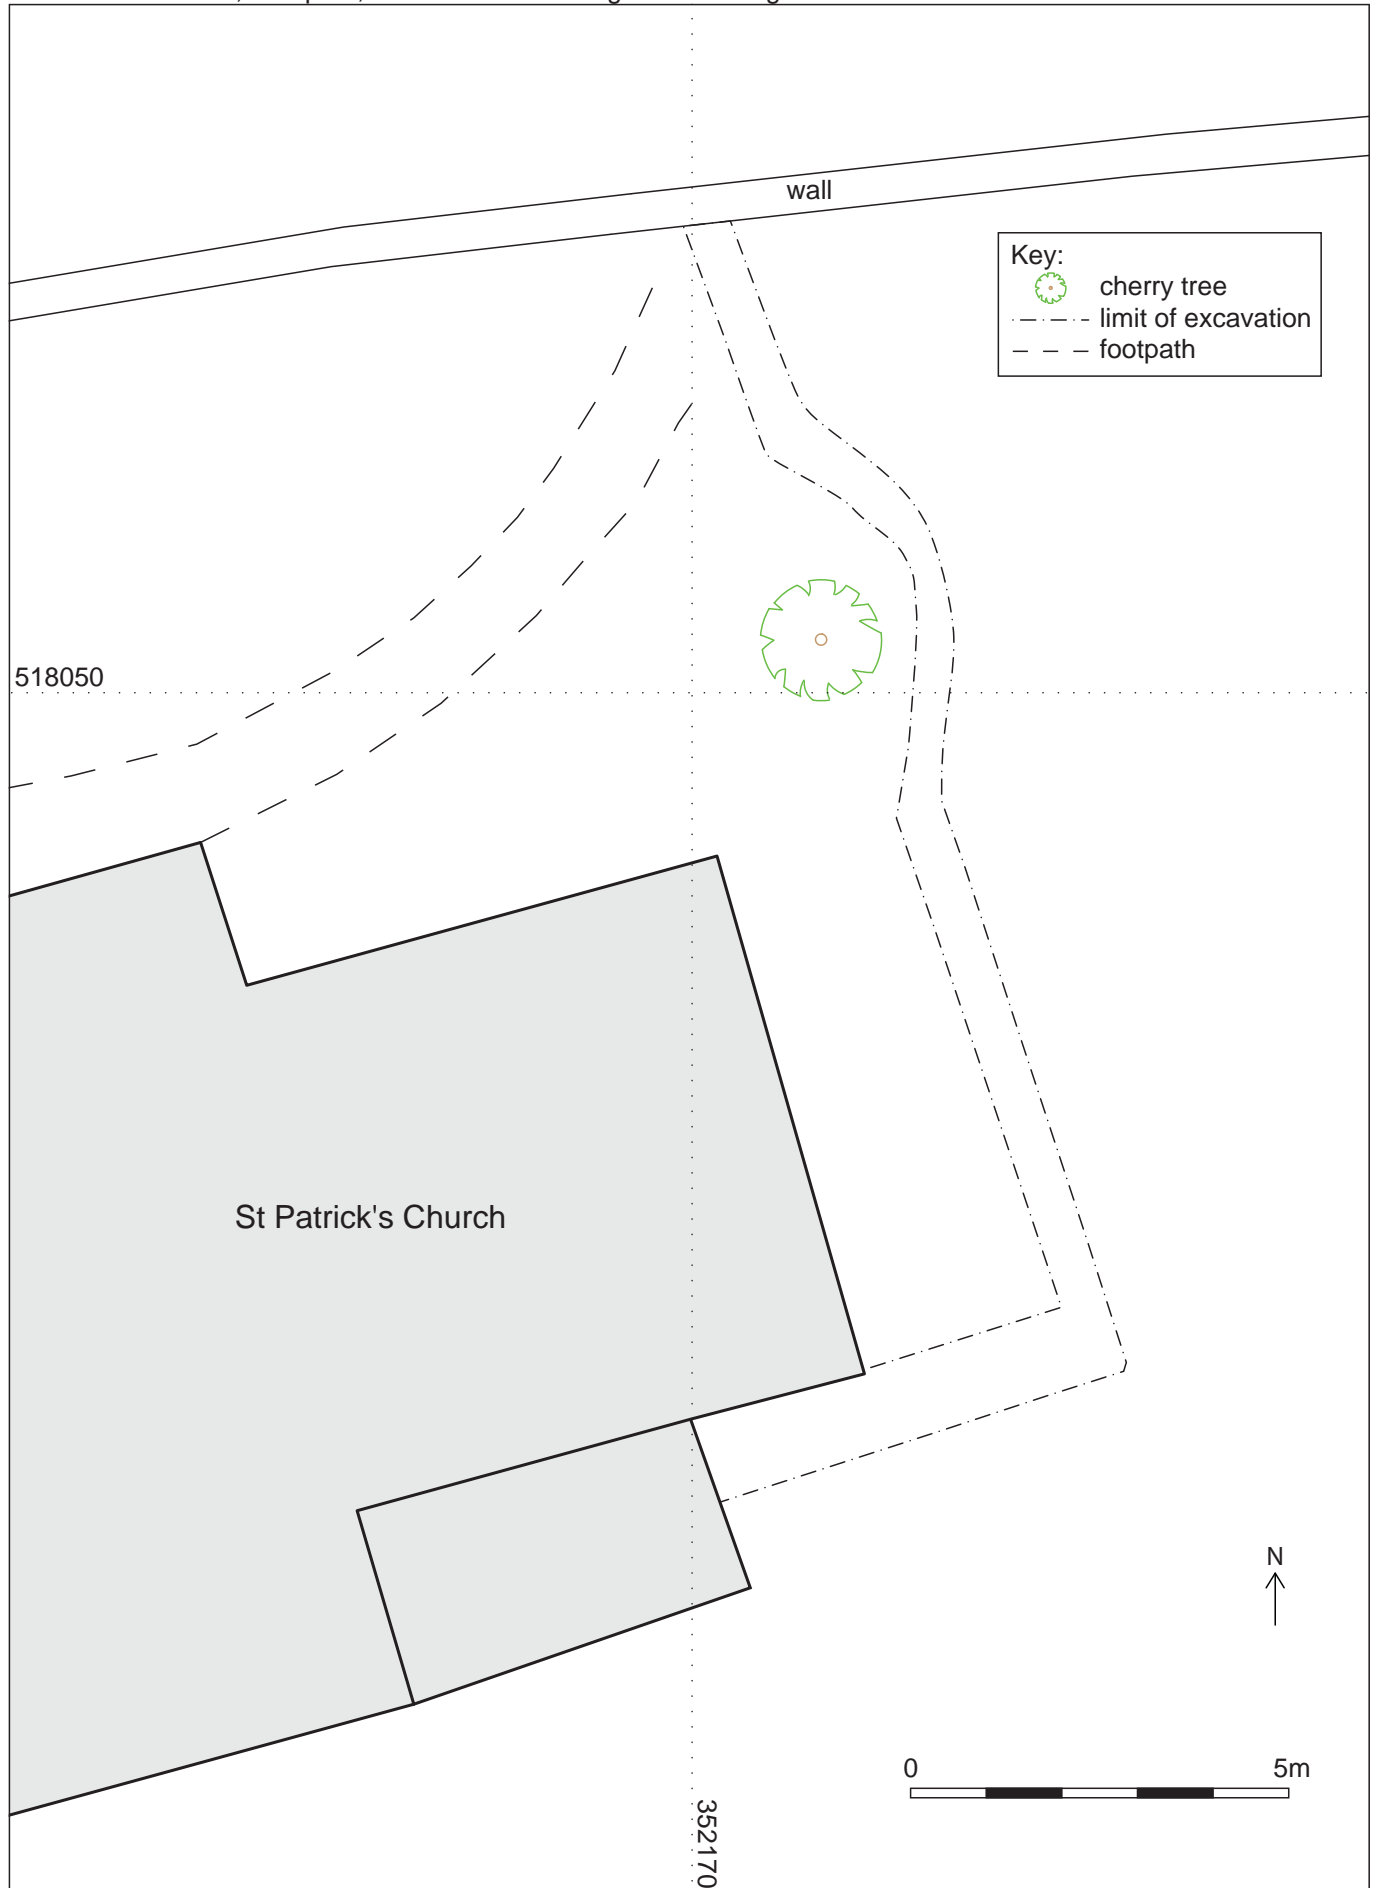 wall
Key:
cherry tree
limit of excavation
footpath
518050
St Patrick's Church
N
0 5m
352170